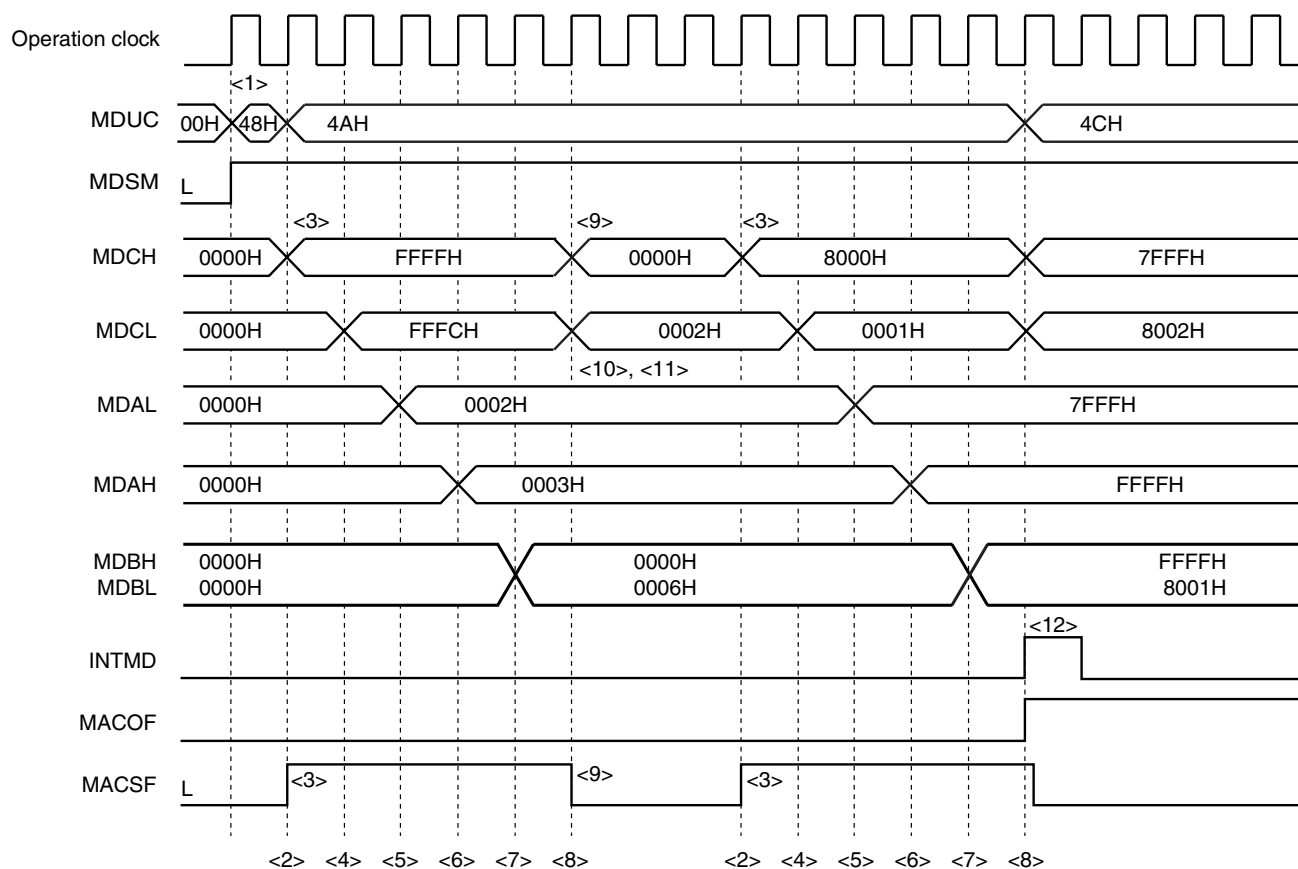 Operation clock
<1>
MDUC 00H 48H 4AH 4CH
MDSM L
<3> <9> <3>
MDCH 0000H FFFFH 0000H 8000H 7FFFH
MDCL 0000H FFFCH 0002H 0001H 8002H
<10>, <11>
MDAL 0000H 0002H 7FFFH
MDAH 0000H 0003H FFFFH
MDBH 0000H 0000H FFFFH
MDBL 0000H 0006H 8001H
<12>
INTMD
MACOF
MACSF L <3> <9> <3>
<2> <4> <5> <6> <7> <8> <2> <4> <5> <6> <7> <8>